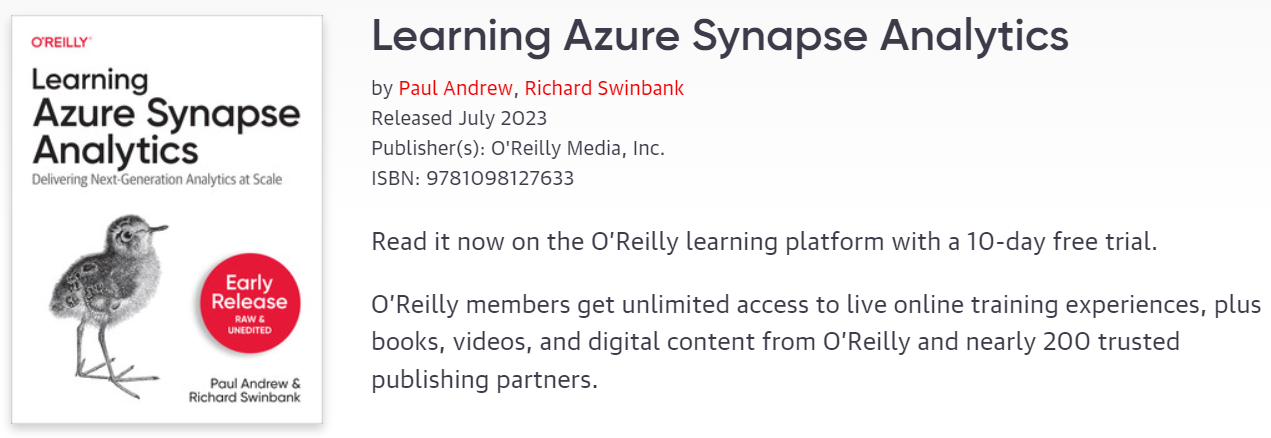 O'REILLY®
Learning
Azure Synapse
Analytics
Delivering Next-Generation Analytics at Scale
Early
Release
RAW &
UNEDITED
Paul Andrew &
Richard Swinbank
Learning Azure Synapse Analytics
by Paul Andrew, Richard Swinbank
Released July 2023
Publisher(s): O'Reilly Media, Inc.
ISBN: 9781098127633
Read it now on the O’Reilly learning platform with a 10-day free trial.
O’Reilly members get unlimited access to live online training experiences, plus
books, videos, and digital content from O’Reilly and nearly 200 trusted
publishing partners.